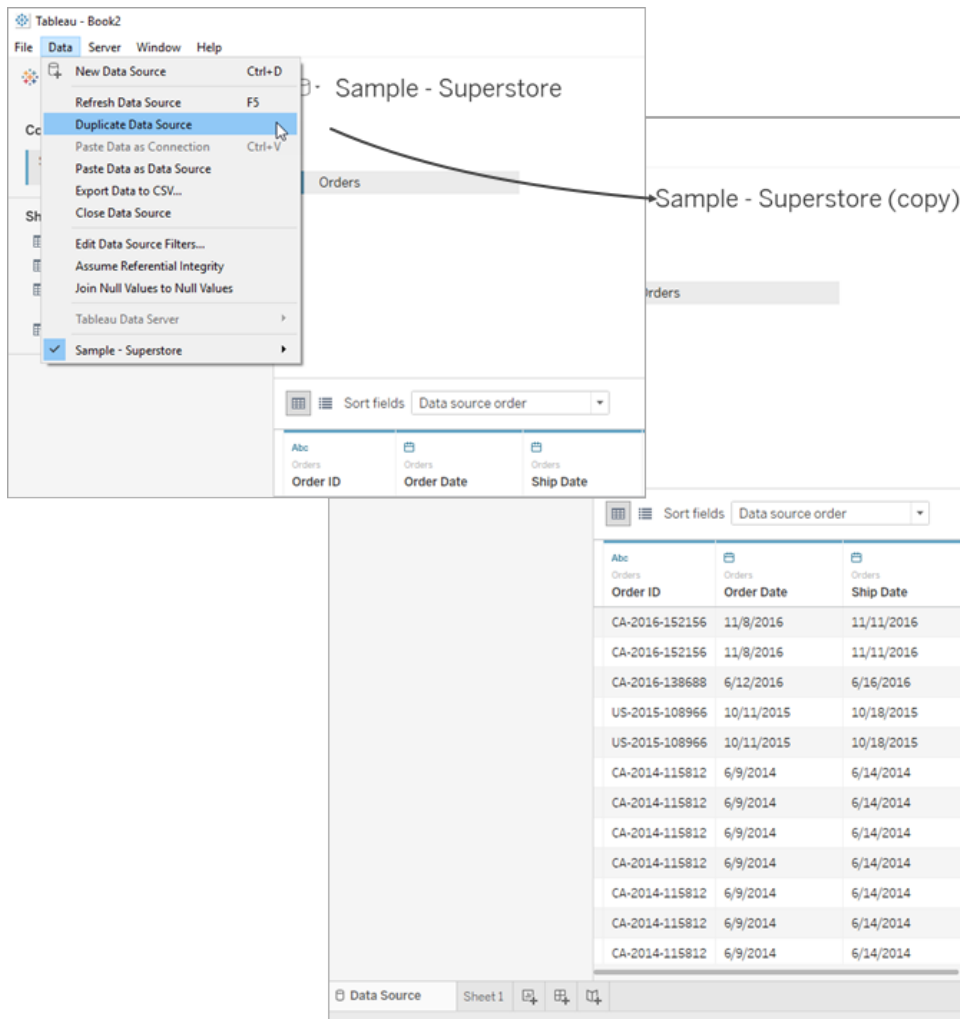 Tableau - Book2
File Data Server Window Help
New Data Source Ctrl+D
Refresh Data Source F5
Duplicate Data Source
Paste Data as Connection Ctrl+V
Paste Data as Data Source
Export Data to CSV...
Close Data Source
Edit Data Source Filters...
Assume Referential Integrity
Join Null Values to Null Values
Tableau Data Server
Sample - Superstore
Co
Sh
Sample - Superstore
Orders
Sort fields Data source order
Abc
Orders Orders Orders
Order ID Order Date Ship Date
Sample - Superstore (copy)
Orders
Sort fields Data source order
Abc
Orders Orders Orders
Order ID Order Date Ship Date
CA-2016-152156 11/8/2016 11/11/2016
CA-2016-152156 11/8/2016 11/11/2016
CA-2016-138688 6/12/2016 6/16/2016
US-2015-108966 10/11/2015 10/18/2015
US-2015-108966 10/11/2015 10/18/2015
CA-2014-115812 6/9/2014 6/14/2014
CA-2014-115812 6/9/2014 6/14/2014
CA-2014-115812 6/9/2014 6/14/2014
CA-2014-115812 6/9/2014 6/14/2014
CA-2014-115812 6/9/2014 6/14/2014
CA-2014-115812 6/9/2014 6/14/2014
CA-2014-115812 6/9/2014 6/14/2014
Data Source Sheet 1